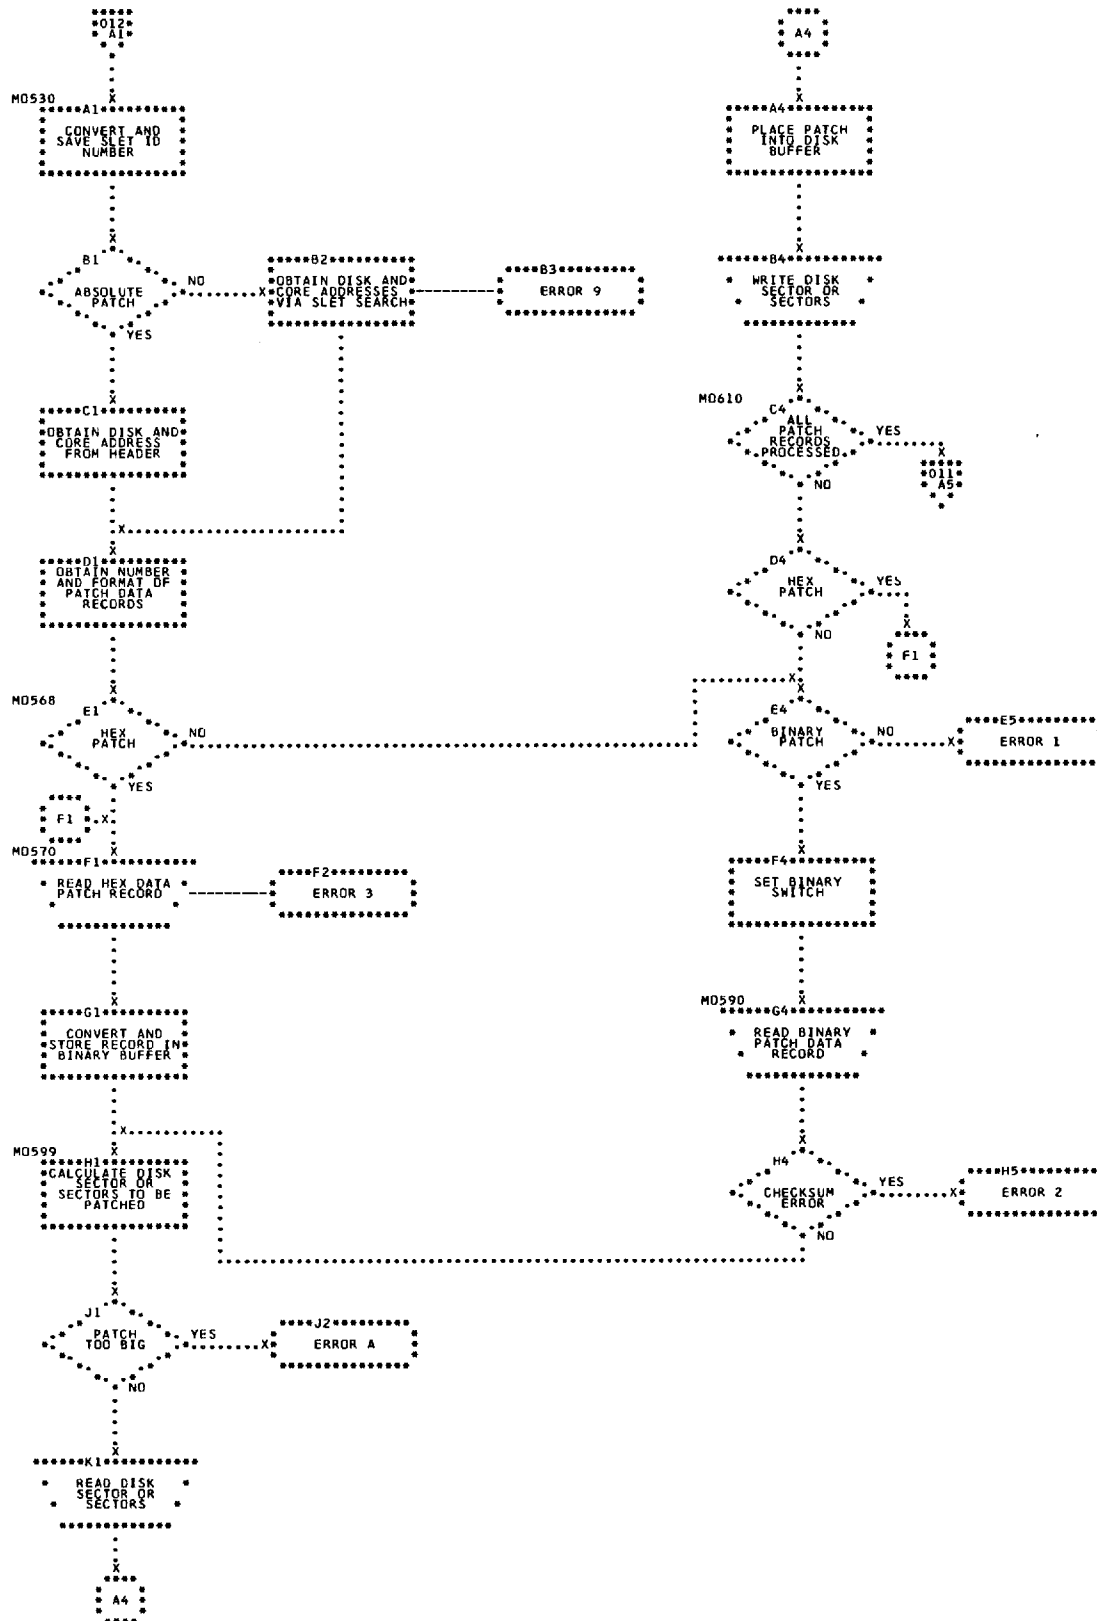 012
A1
M0530
A1
CONVERT AND
SAVE SLET ID
NUMBER
B1
ABSOLUTE
PATCH
NO
YES
B2
OBTAIN DISK AND
CORE ADDRESSES
VIA SLET SEARCH
B3
ERROR 9
C1
OBTAIN DISK AND
CORE ADDRESS
FROM HEADER
D1
OBTAIN NUMBER
AND FORMAT OF
PATCH DATA
RECORDS
M0568
E1
HEX
PATCH
NO
YES
F1
M0570
F1
READ HEX DATA
PATCH RECORD
F2
ERROR 3
G1
CONVERT AND
STORE RECORD IN
BINARY BUFFER
M0599
H1
CALCULATE DISK
SECTOR OR
SECTORS TO BE
PATCHED
J1
PATCH
TOO BIG
YES
NO
J2
ERROR A
K1
READ DISK
SECTOR OR
SECTORS
A4
A4
A4
PLACE PATCH
INTO DISK
BUFFER
B4
WRITE DISK
SECTOR OR
SECTORS
M0610
C4
ALL
PATCH
RECORDS
PROCESSED
YES
NO
011
A5
D4
HEX
PATCH
YES
NO
F1
E4
BINARY
PATCH
NO
YES
E5
ERROR 1
F4
SET BINARY
SWITCH
M0590
G4
READ BINARY
PATCH DATA
RECORD
H4
CHECKSUM
ERROR
YES
NO
H5
ERROR 2